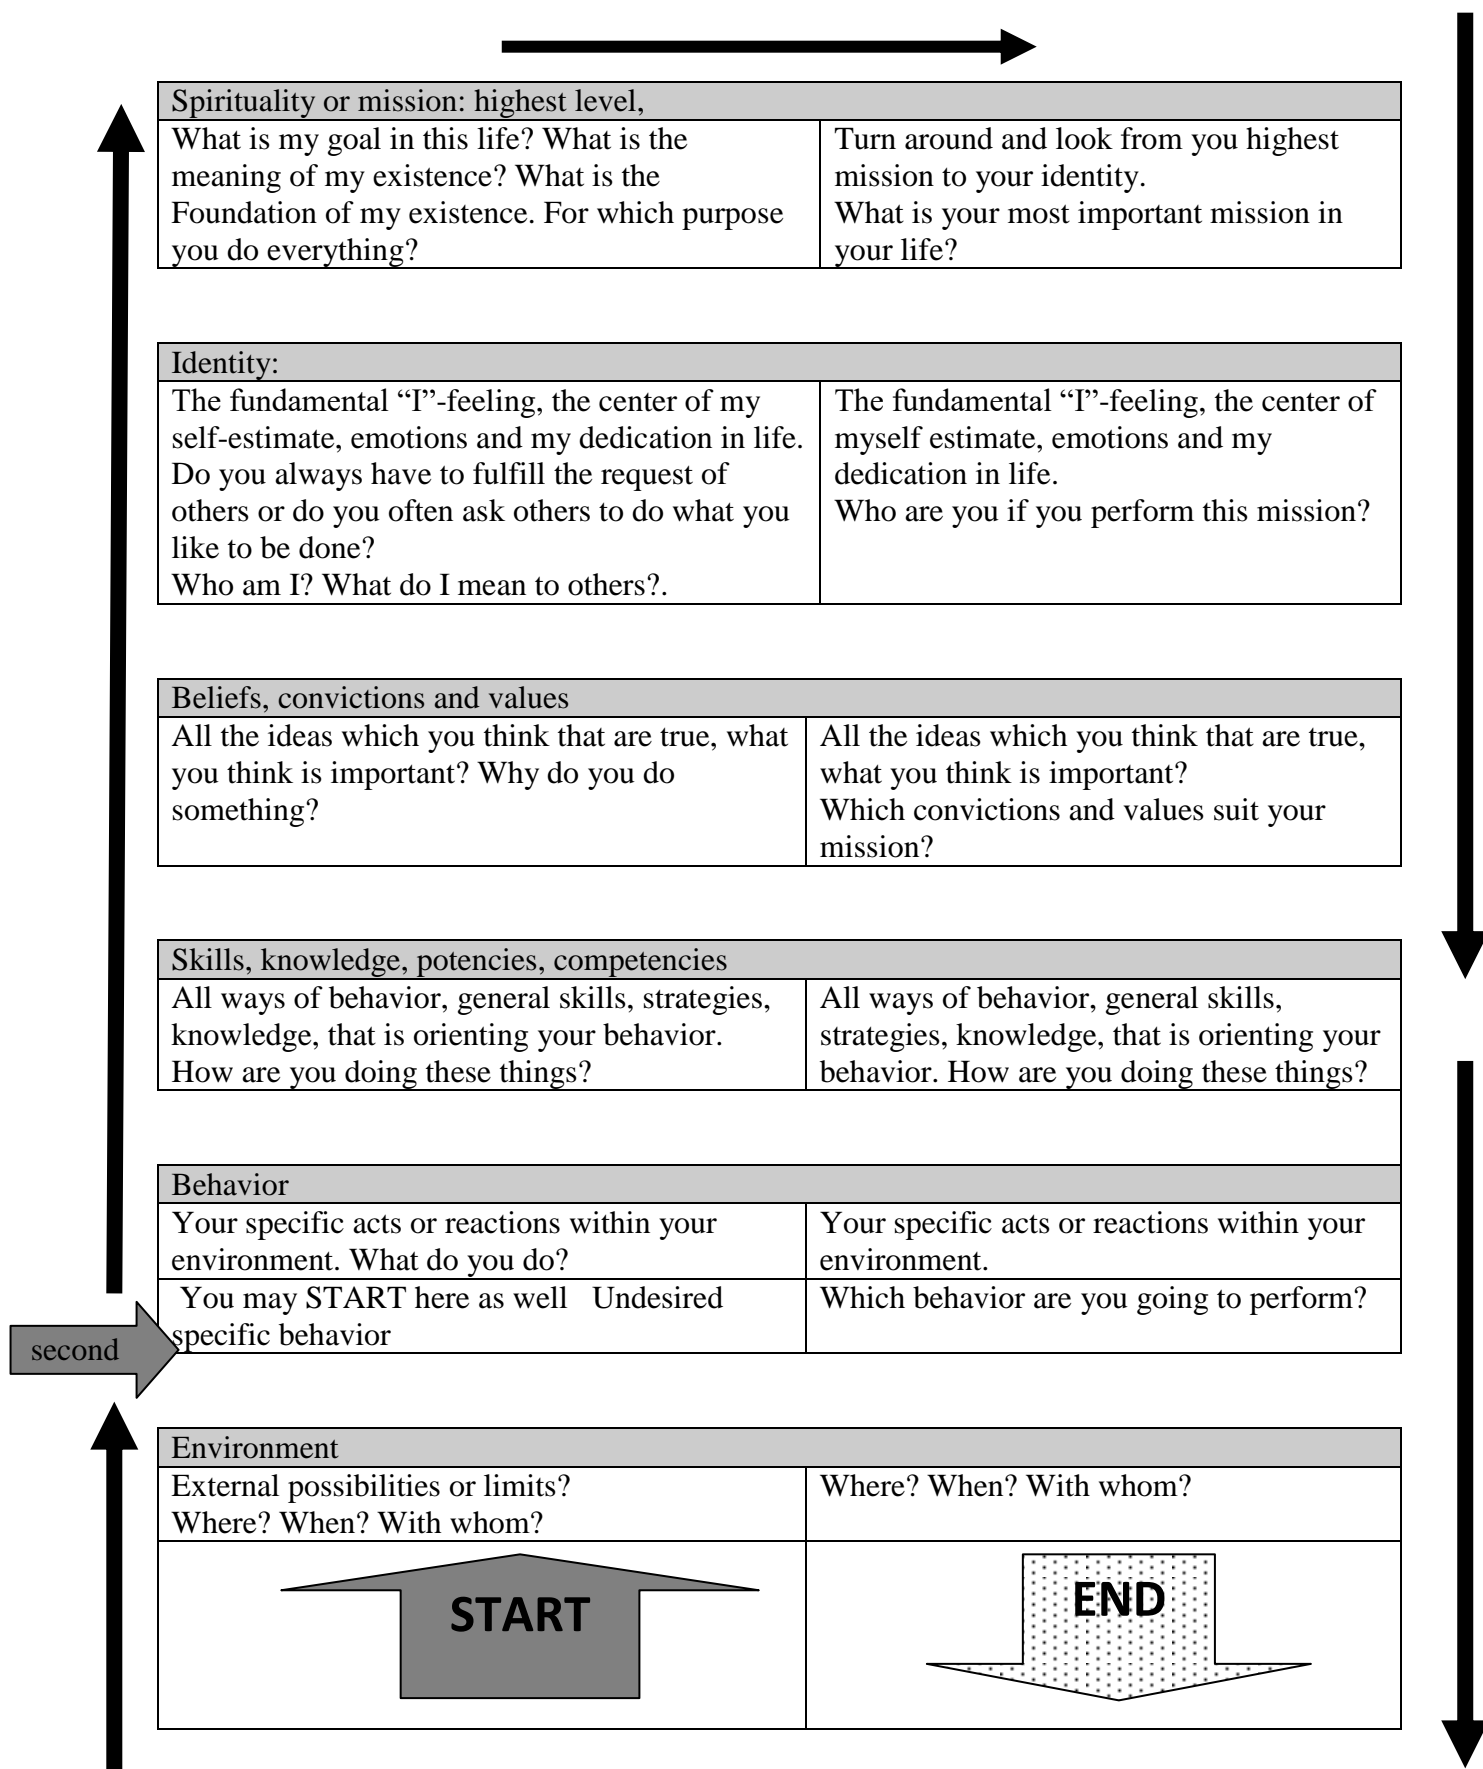 Spirituality or mission: highest level,
What is my goal in this life? What is the
meaning of my existence? What is the
Foundation of my existence. For which purpose
you do everything?
Turn around and look from you highest
mission to your identity.
What is your most important mission in
your life?
Identity:
The fundamental “I”-feeling, the center of my
self-estimate, emotions and my dedication in life.
Do you always have to fulfill the request of
others or do you often ask others to do what you
like to be done?
Who am I? What do I mean to others?.
The fundamental “I”-feeling, the center of
myself estimate, emotions and my
dedication in life.
Who are you if you perform this mission?
Beliefs, convictions and values
All the ideas which you think that are true, what
you think is important? Why do you do
something?
All the ideas which you think that are true,
what you think is important?
Which convictions and values suit your
mission?
Skills, knowledge, potencies, competencies
All ways of behavior, general skills, strategies,
knowledge, that is orienting your behavior.
How are you doing these things?
All ways of behavior, general skills,
strategies, knowledge, that is orienting your
behavior. How are you doing these things?
Behavior
Your specific acts or reactions within your
environment. What do you do?
Your specific acts or reactions within your
environment.
You may START here as well Undesired
specific behavior
Which behavior are you going to perform?
second
Environment
External possibilities or limits?
Where? When? With whom?
Where? When? With whom?
START
END